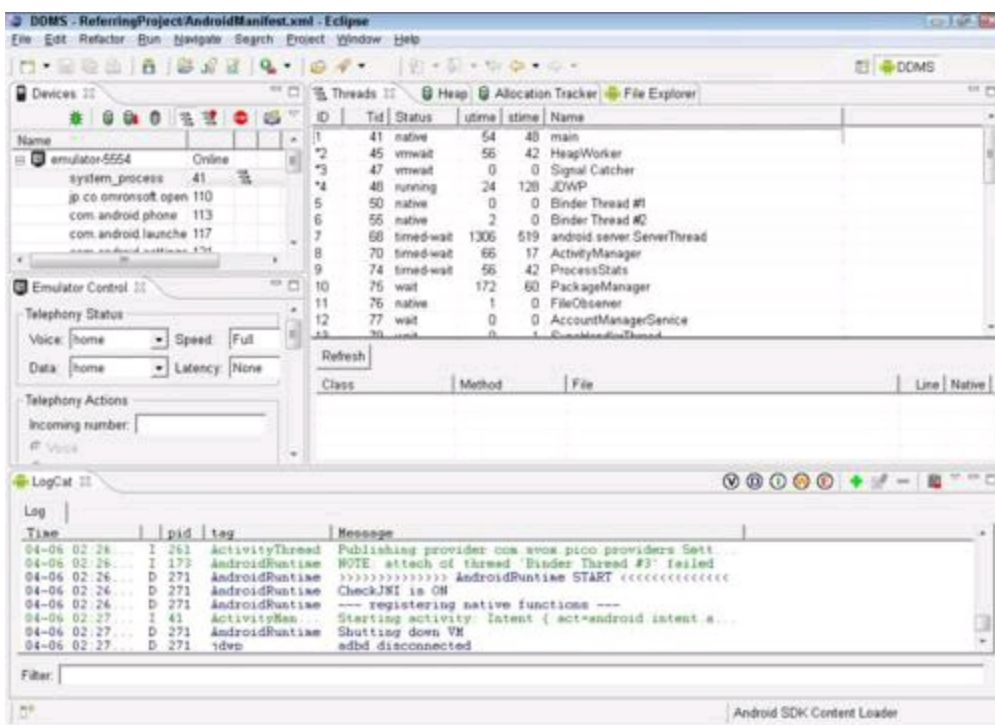 DDMS - ReferringProject/AndroidManifest.xml - Eclipse
File Edit Refactor Run Navigate Search Project Window Help
DDMS
Devices
Threads Heap Allocation Tracker File Explorer
Name
emulator-5554 Online
system_process 41
jp.co.omronsoft.open 110
com.android.phone 113
com.android.launche 117
com.android.settings 121
ID Tid Status utime stime Name
1 41 native 54 48 main
*2 45 vmwait 56 42 HeapWorker
*3 47 vmwait 0 0 Signal Catcher
*4 48 running 24 128 JDWP
5 50 native 0 0 Binder Thread #1
6 55 native 2 0 Binder Thread #2
7 68 timed-wait 1306 519 android.server.ServerThread
8 70 timed-wait 66 17 ActivityManager
9 74 timed-wait 56 42 ProcessStats
10 75 wait 172 60 PackageManager
11 76 native 1 0 FileObserver
12 77 wait 0 0 AccountManagerService
13 79 wait 0 1 SyncHandlerThread
Refresh
Class Method File Line Native
Emulator Control
Telephony Status
Voice: home Speed: Full
Data: home Latency: None
Telephony Actions
Incoming number:
Voice
LogCat
V D I W E
Log
Time pid tag Message
04-06 02:26... I 261 ActivityThread Publishing provider com.svox.pico.providers.Sett...
04-06 02:26... I 173 AndroidRuntime NOTE: attach of thread 'Binder Thread #3' failed
04-06 02:26... D 271 AndroidRuntime >>>>>>>>>>>>>> AndroidRuntime START <<<<<<<<<<<<<<
04-06 02:26... D 271 AndroidRuntime CheckJNI is ON
04-06 02:26... D 271 AndroidRuntime --- registering native functions ---
04-06 02:27... I 41 ActivityMan... Starting activity: Intent { act=android.intent.a...
04-06 02:27... D 271 AndroidRuntime Shutting down VM
04-06 02:27... D 271 jdwp adbd disconnected
Filter:
Android SDK Content Loader